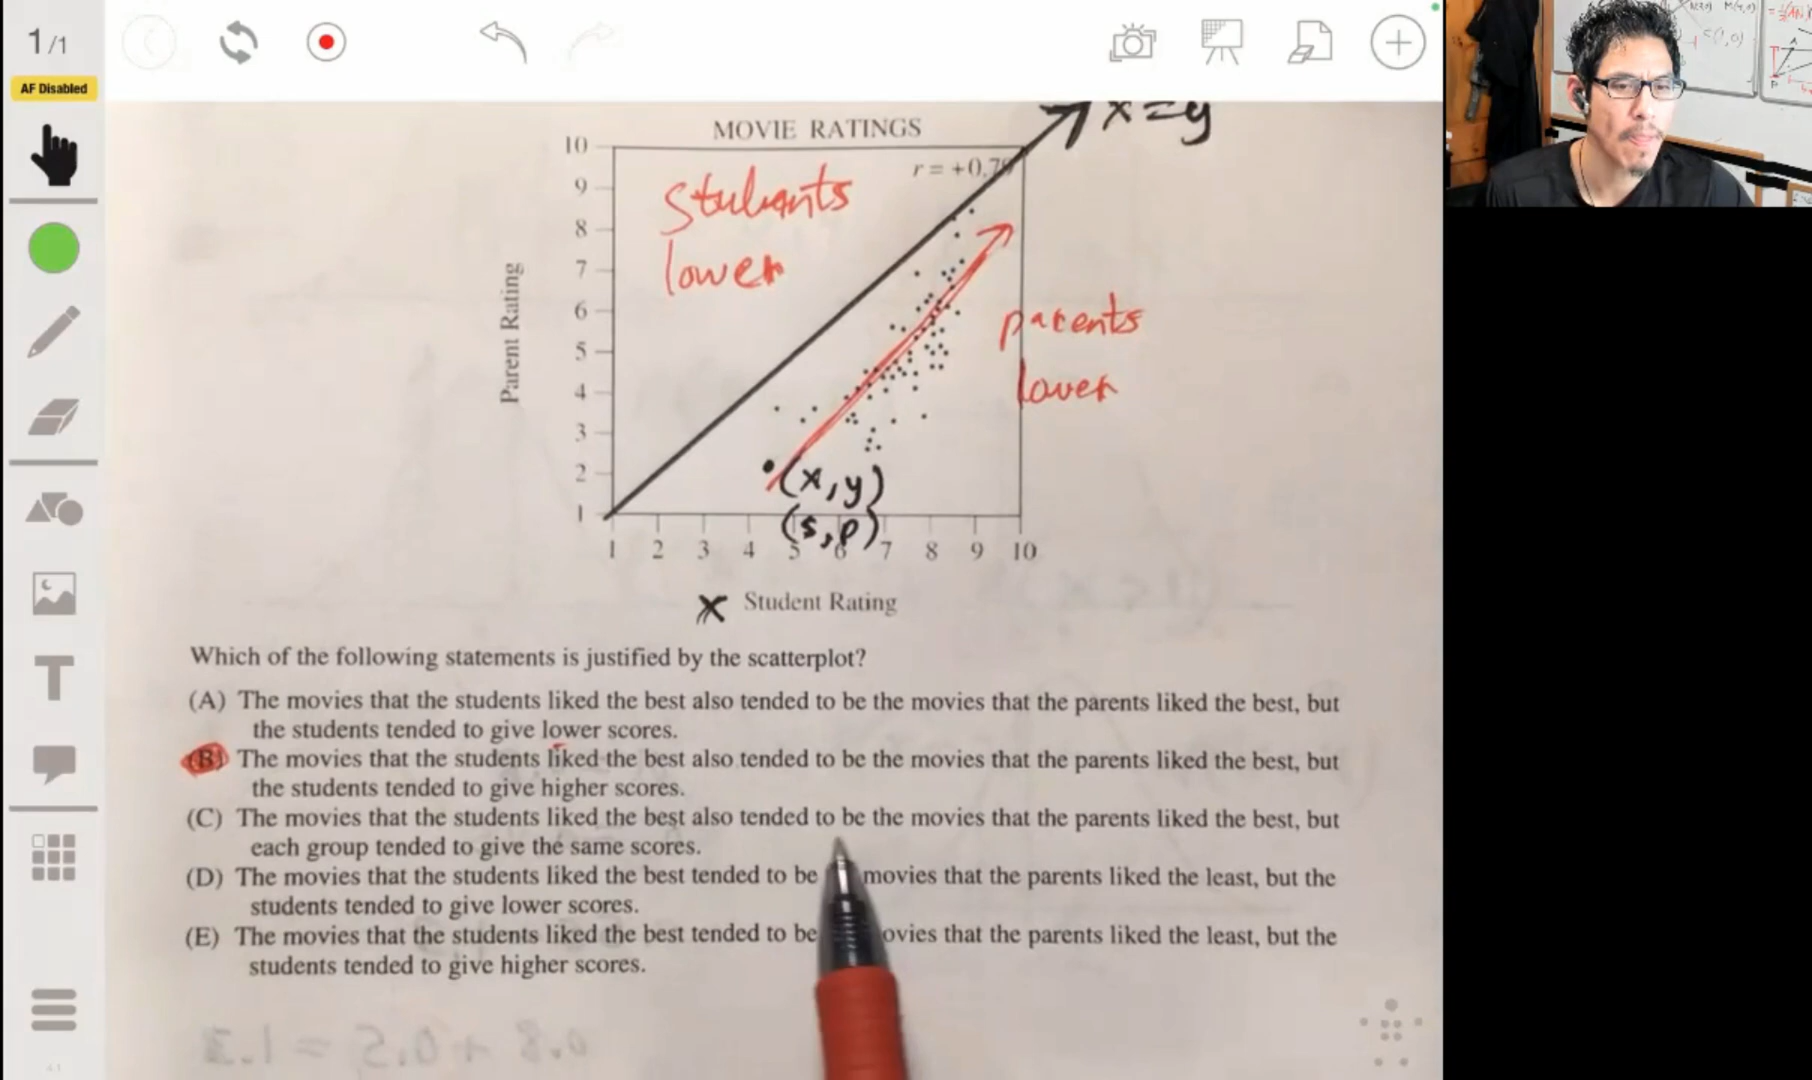 1/1
AF Disabled
x=y
MOVIE RATINGS
10
r = +0.7
9
Students
8
lower
7
6
parents
5
lower
4
3
2
(x,y)
1
(s,p)
1 2 3 4 5 6 7 8 9 10
Parent Rating
x Student Rating
Which of the following statements is justified by the scatterplot?
(A) The movies that the students liked the best also tended to be the movies that the parents liked the best, but
the students tended to give lower scores.
(B) The movies that the students liked the best also tended to be the movies that the parents liked the best, but
the students tended to give higher scores.
(C) The movies that the students liked the best also tended to be the movies that the parents liked the best, but
each group tended to give the same scores.
(D) The movies that the students liked the best tended to be movies that the parents liked the least, but the
students tended to give lower scores.
(E) The movies that the students liked the best tended to be ovies that the parents liked the least, but the
students tended to give higher scores.
T